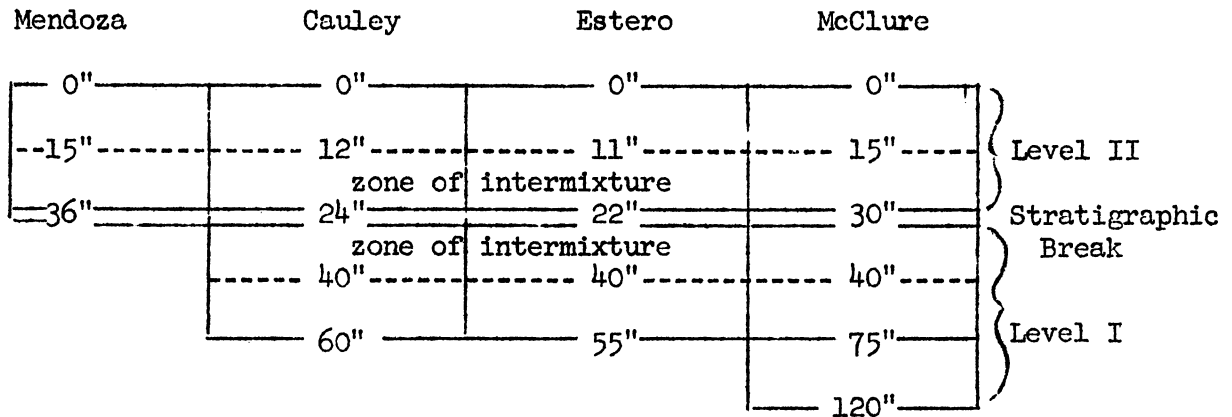 Mendoza Cauley Estero McClure
0" 0" 0" 0"
15" 12" 11" 15" Level II
zone of intermixture
36" 24" 22" 30" Stratigraphic
zone of intermixture Break
40" 40" 40"
60" 55" 75" Level I
120"